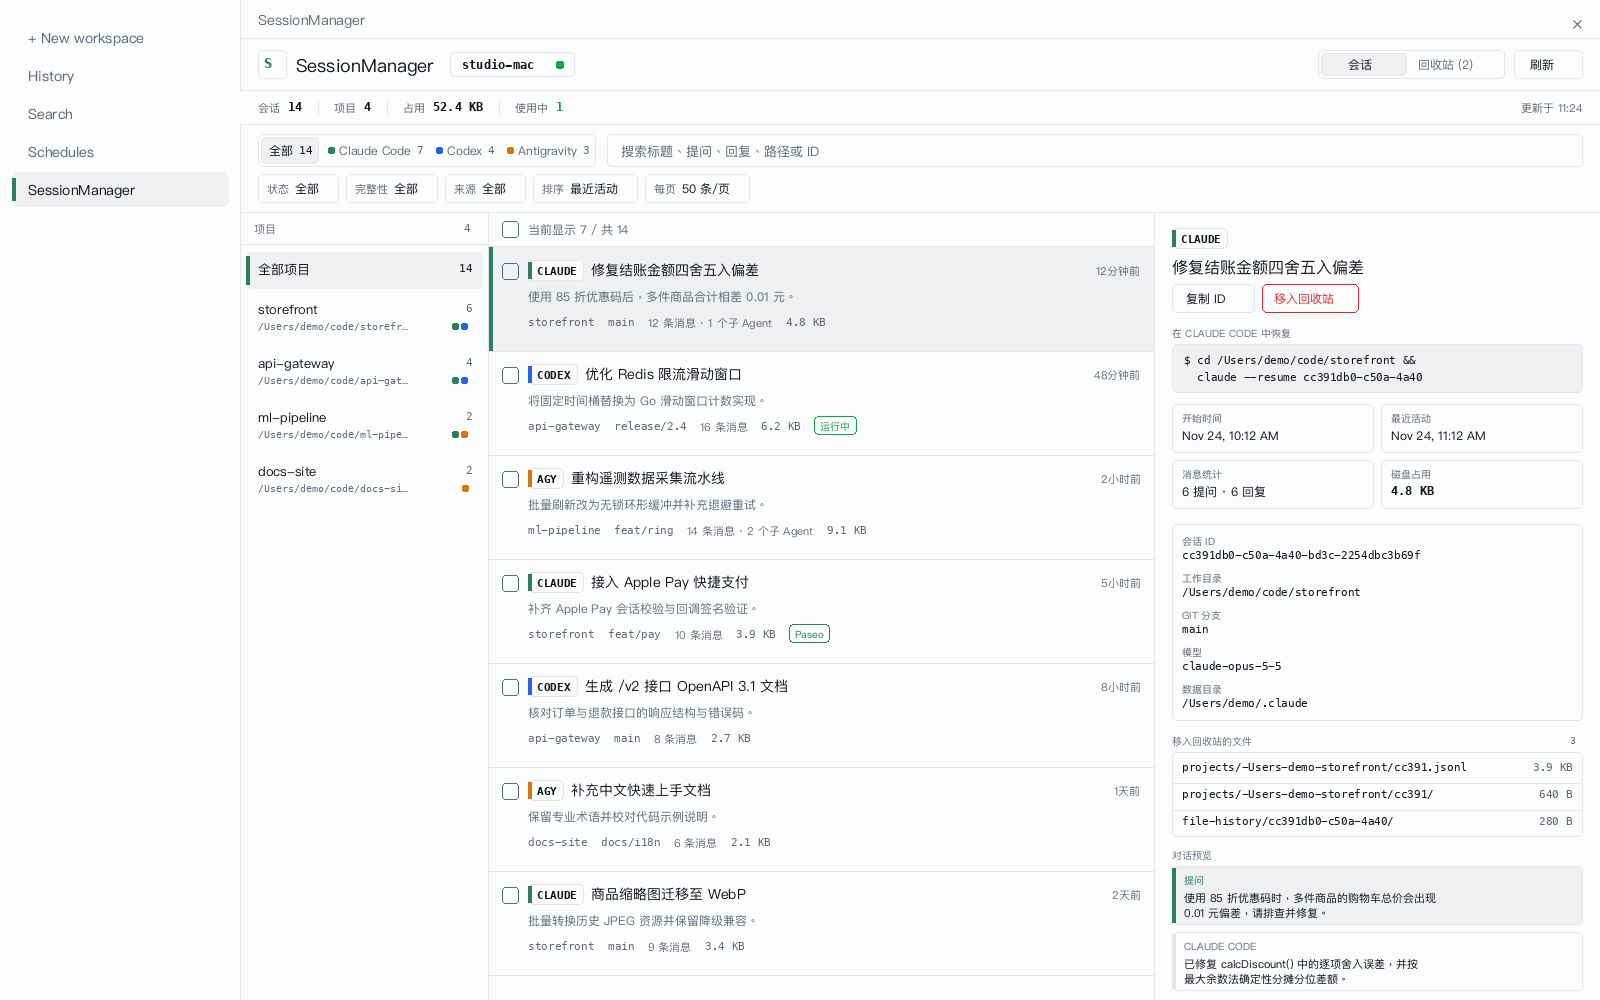 + New workspace
History
Search
Schedules
SessionManager
SessionManager
×
S
SessionManager
studio-mac
会话
回收站 (2)
刷新
会话 14
项目 4
占用 52.4 KB
使用中 1
更新于 11:24
全部 14
Claude Code 7
Codex 4
Antigravity 3
搜索标题、提问、回复、路径或 ID
状态 全部
完整性 全部
来源 全部
排序 最近活动
每页 50 条/页
项目 4
全部项目 14
storefront 6
/Users/demo/code/storefr…
api-gateway 4
/Users/demo/code/api-gat…
ml-pipeline 2
/Users/demo/code/ml-pipe…
docs-site 2
/Users/demo/code/docs-si…
当前显示 7 / 共 14
CLAUDE 修复结账金额四舍五入偏差 12分钟前
使用 85 折优惠码后，多件商品合计相差 0.01 元。
storefront main 12 条消息 · 1 个子 Agent 4.8 KB
CODEX 优化 Redis 限流滑动窗口 48分钟前
将固定时间桶替换为 Go 滑动窗口计数实现。
api-gateway release/2.4 16 条消息 6.2 KB 运行中
AGY 重构遥测数据采集流水线 2小时前
批量刷新改为无锁环形缓冲并补充退避重试。
ml-pipeline feat/ring 14 条消息 · 2 个子 Agent 9.1 KB
CLAUDE 接入 Apple Pay 快捷支付 5小时前
补齐 Apple Pay 会话校验与回调签名验证。
storefront feat/pay 10 条消息 3.9 KB Paseo
CODEX 生成 /v2 接口 OpenAPI 3.1 文档 8小时前
核对订单与退款接口的响应结构与错误码。
api-gateway main 8 条消息 2.7 KB
AGY 补充中文快速上手文档 1天前
保留专业术语并校对代码示例说明。
docs-site docs/i18n 6 条消息 2.1 KB
CLAUDE 商品缩略图迁移至 WebP 2天前
批量转换历史 JPEG 资源并保留降级兼容。
storefront main 9 条消息 3.4 KB
CLAUDE
修复结账金额四舍五入偏差
复制 ID
移入回收站
在 CLAUDE CODE 中恢复
$ cd /Users/demo/code/storefront &&
claude --resume cc391db0-c50a-4a40
开始时间
Nov 24, 10:12 AM
最近活动
Nov 24, 11:12 AM
消息统计
6 提问 · 6 回复
磁盘占用
4.8 KB
会话 ID
cc391db0-c50a-4a40-bd3c-2254dbc3b69f
工作目录
/Users/demo/code/storefront
GIT 分支
main
模型
claude-opus-5-5
数据目录
/Users/demo/.claude
移入回收站的文件 3
projects/-Users-demo-storefront/cc391.jsonl 3.9 KB
projects/-Users-demo-storefront/cc391/ 640 B
file-history/cc391db0-c50a-4a40/ 280 B
对话预览
提问
使用 85 折优惠码时，多件商品的购物车总价会出现
0.01 元偏差，请排查并修复。
CLAUDE CODE
已修复 calcDiscount() 中的逐项舍入误差，并按
最大余数法确定性分摊分位差额。